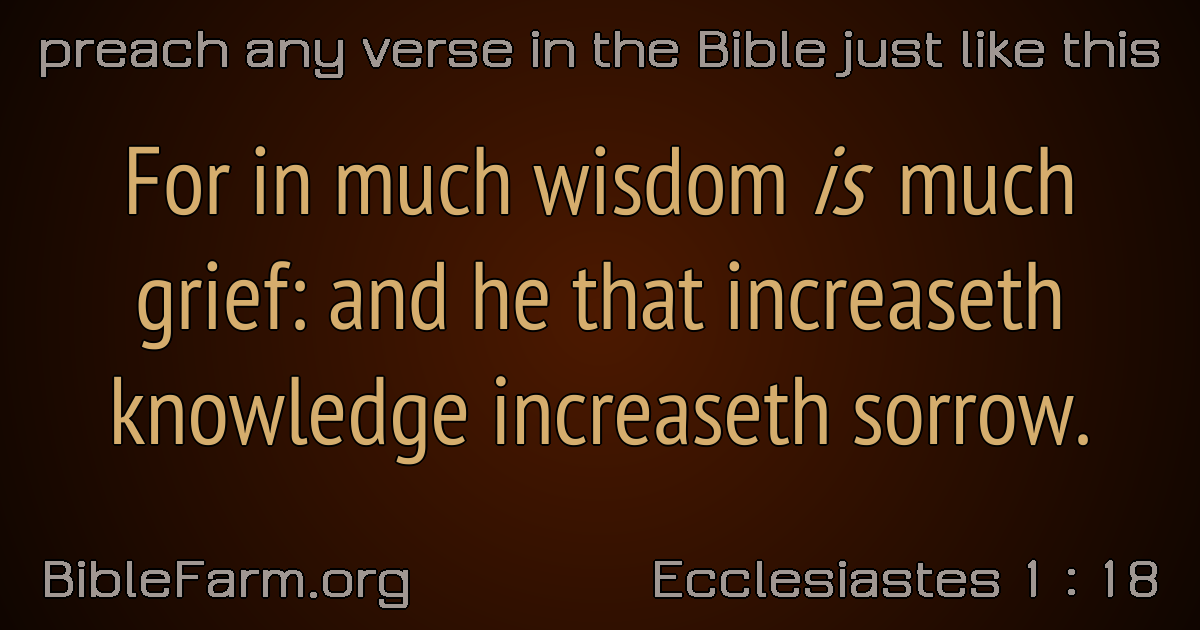 preach any verse in the Bible just like this
For in much wisdom is much
grief: and he that increaseth
knowledge increaseth sorrow.
BibleFarm.org
Ecclesiastes 1 : 18